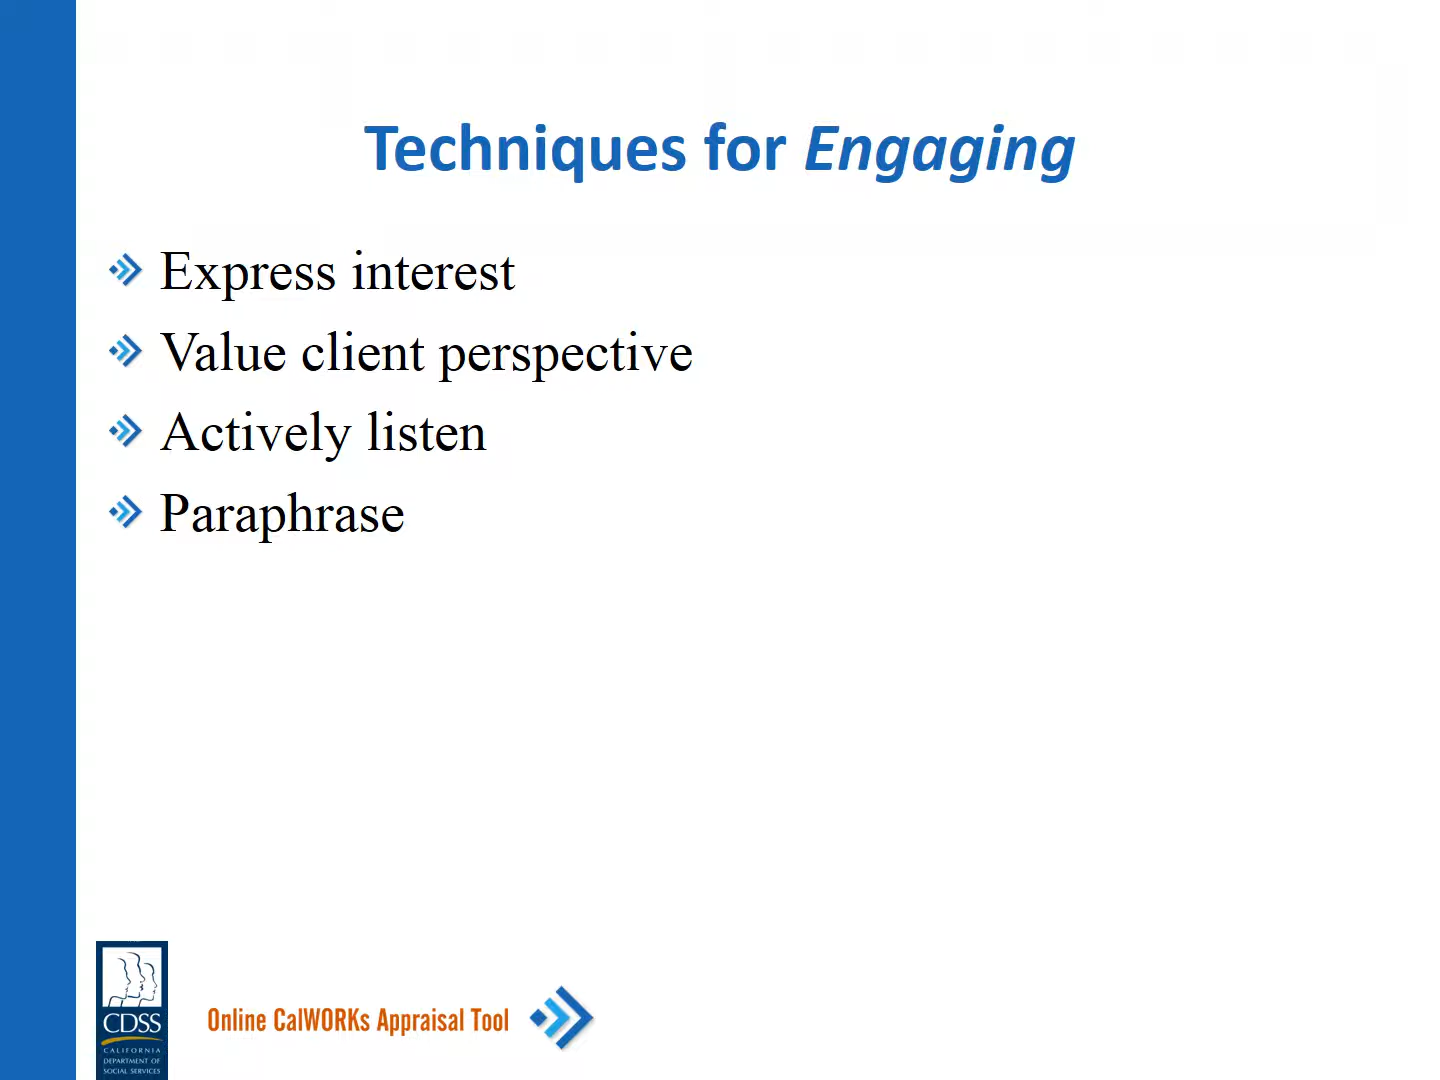 Techniques for Engaging
Express interest
Value client perspective
Actively listen
Paraphrase
CDSS
CALIFORNIA
DEPARTMENT OF
SOCIAL SERVICES
Online CalWORKs Appraisal Tool